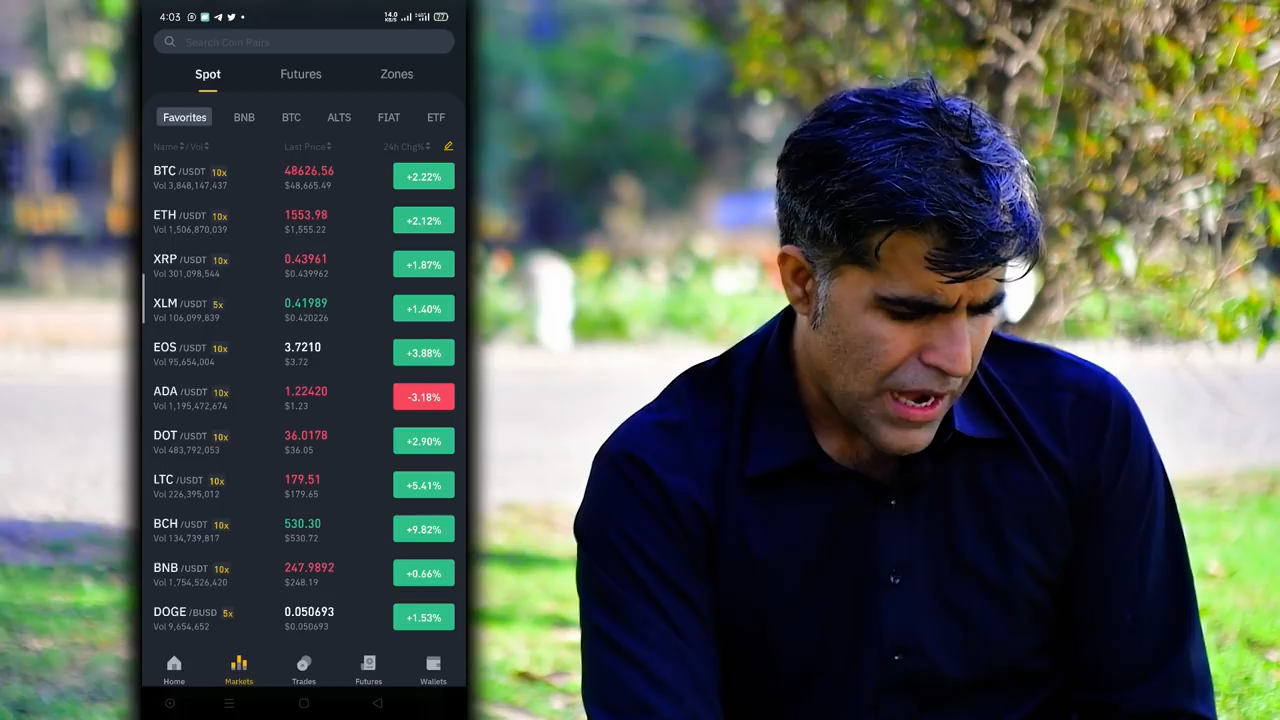 4:03 14.0 KB/S 77
Search Coin Pairs
Spot Futures Zones
Favorites BNB BTC ALTS FIAT ETF
Name / Vol Last Price 24h Chg%
BTC /USDT 10x 48626.56 +2.22%
Vol 3,848,147,437 $48,665.49
ETH /USDT 10x 1553.98 +2.12%
Vol 1,506,870,039 $1,555.22
XRP /USDT 10x 0.43961 +1.87%
Vol 301,098,544 $0.439962
XLM /USDT 5x 0.41989 +1.40%
Vol 106,099,839 $0.420226
EOS /USDT 10x 3.7210 +3.88%
Vol 95,654,004 $3.72
ADA /USDT 10x 1.22420 -3.18%
Vol 1,195,472,674 $1.23
DOT /USDT 10x 36.0178 +2.90%
Vol 483,792,053 $36.05
LTC /USDT 10x 179.51 +5.41%
Vol 226,395,012 $179.65
BCH /USDT 10x 530.30 +9.82%
Vol 134,739,817 $530.72
BNB /USDT 10x 247.9892 +0.66%
Vol 1,754,526,420 $248.19
DOGE /BUSD 5x 0.050693 +1.53%
Vol 9,654,652 $0.050693
Home Markets Trades Futures Wallets